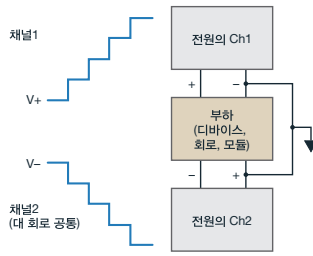 채널1
전원의 Ch1
V+
+ −
부하
(디바이스,
회로, 모듈)
V−
− +
채널2
(대 회로 공통)
전원의 Ch2